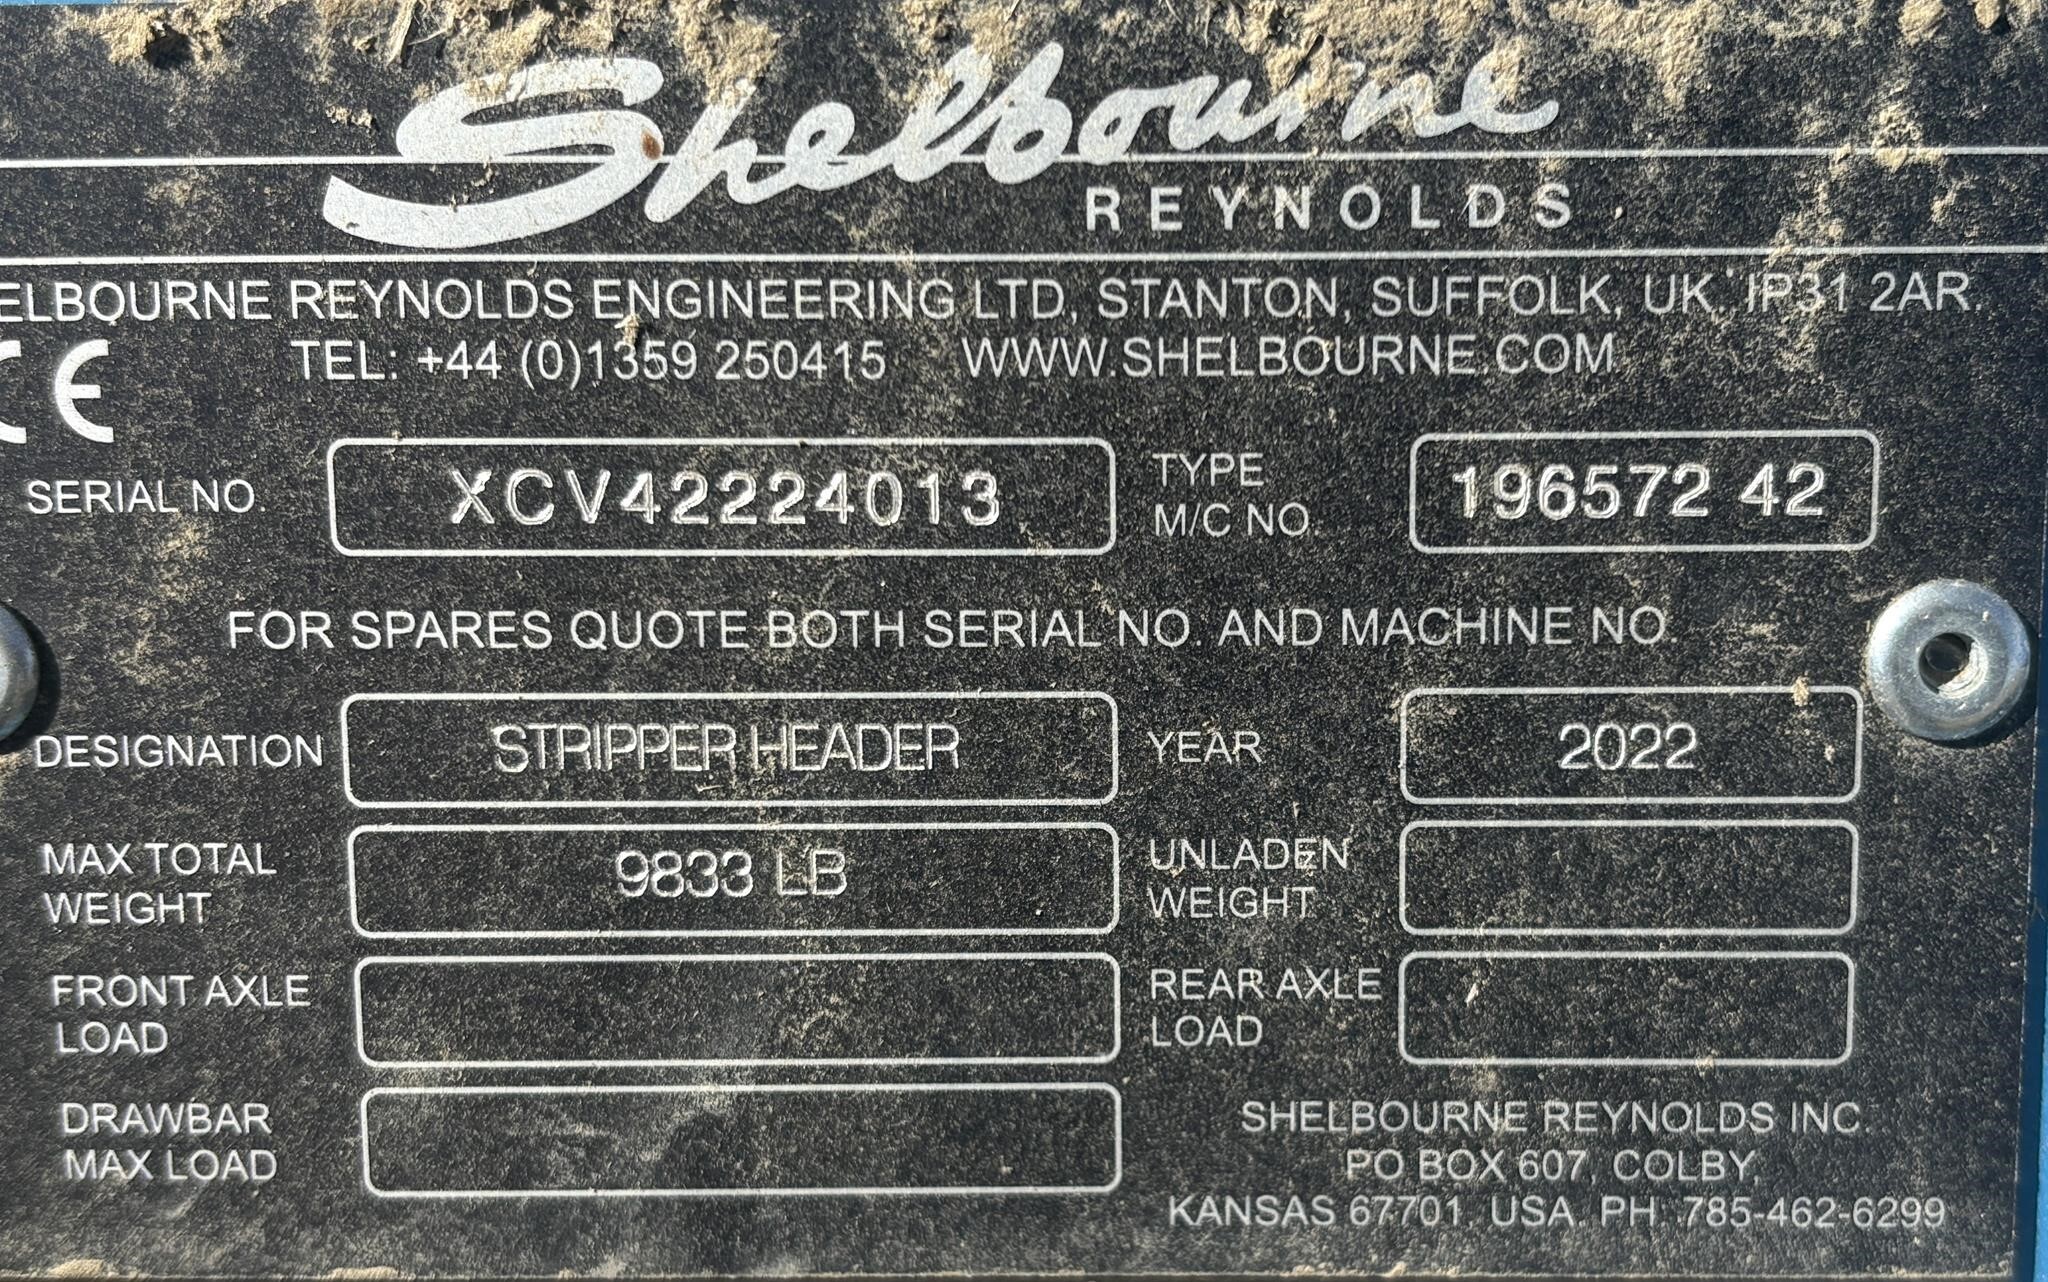 Shelbourne
REYNOLDS
ELBOURNE REYNOLDS ENGINEERING LTD, STANTON, SUFFOLK, UK, IP31 2AR.
TEL: +44 (0)1359 250415 WWW.SHELBOURNE.COM
CE
SERIAL NO. XCV42224013
TYPE
M/C NO. 196572 42
FOR SPARES QUOTE BOTH SERIAL NO. AND MACHINE NO.
DESIGNATION STRIPPER HEADER
YEAR 2022
MAX TOTAL
WEIGHT 9833 LB
UNLADEN
WEIGHT
FRONT AXLE
LOAD
REAR AXLE
LOAD
DRAWBAR
MAX LOAD
SHELBOURNE REYNOLDS INC.
PO BOX 607, COLBY,
KANSAS 67701, USA. PH: 785-462-6299